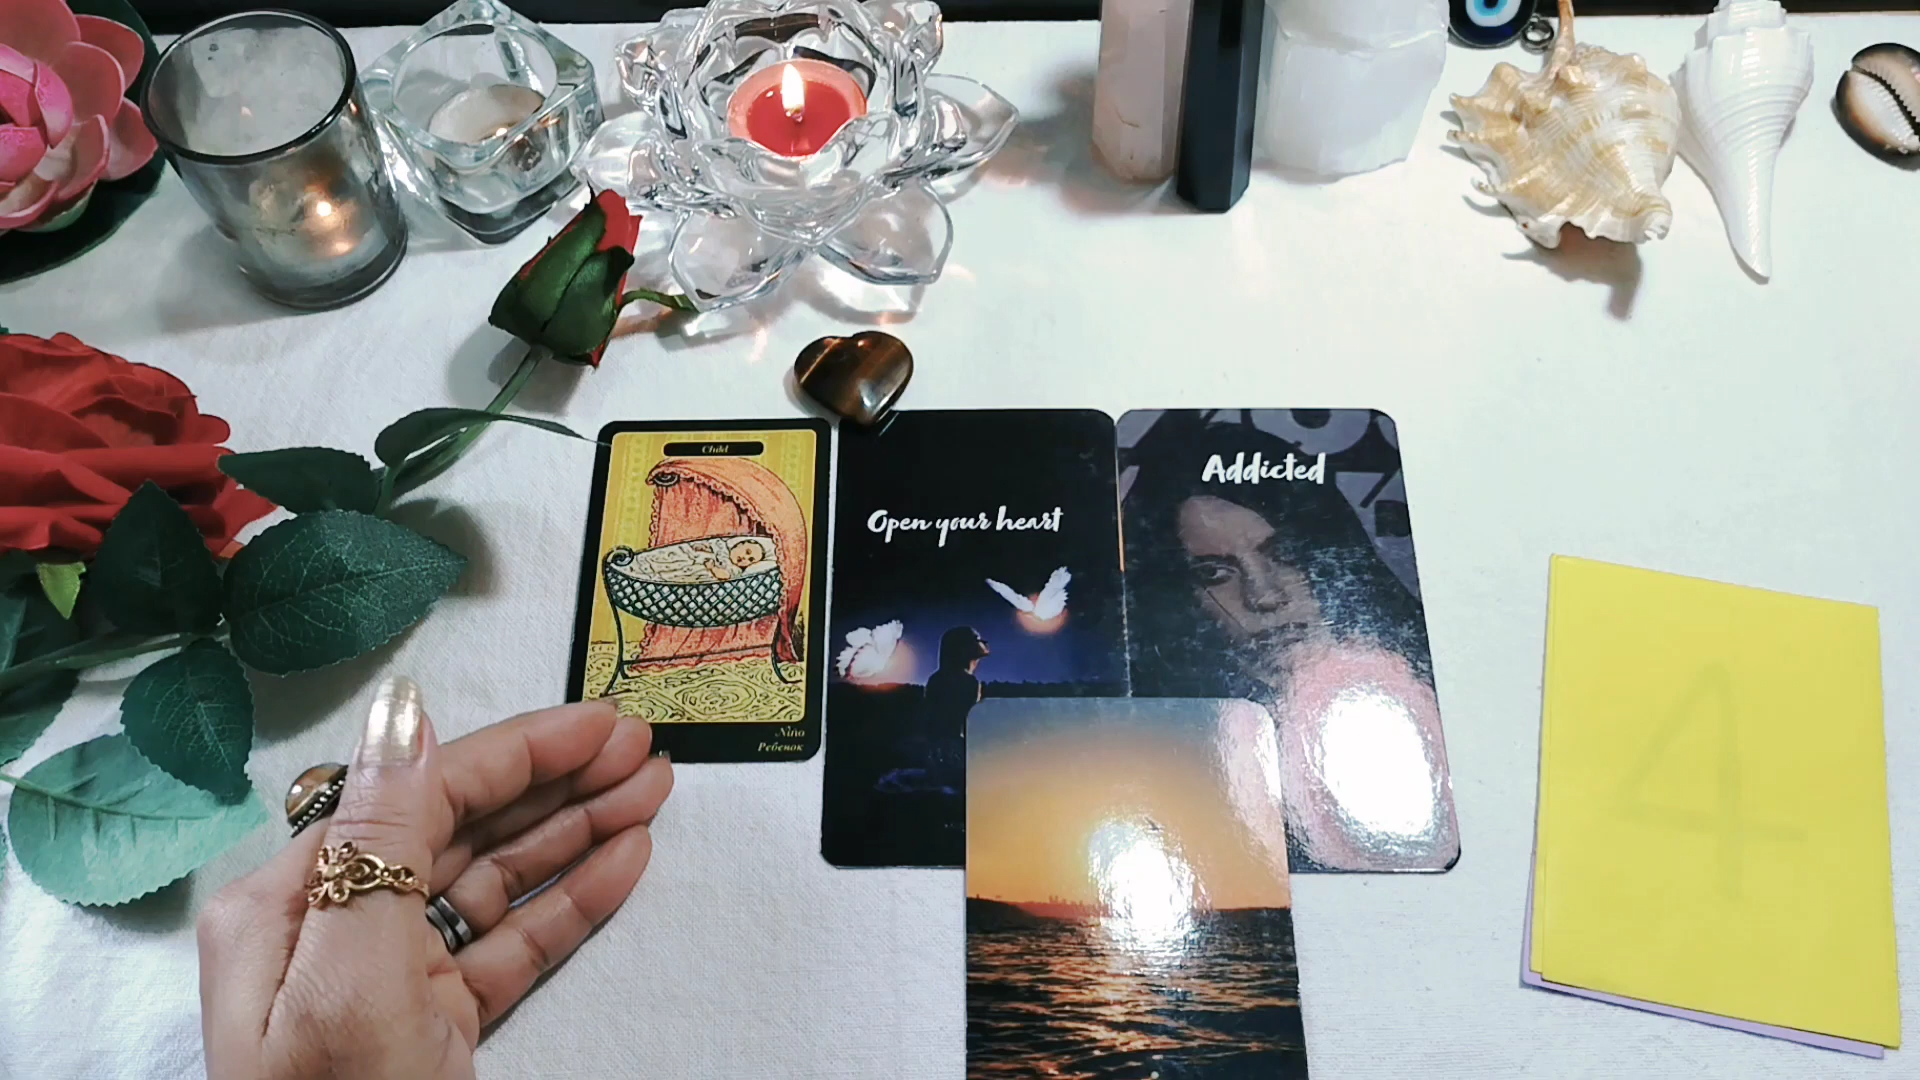 Child
Niño
Ребенок
Open your heart
Addicted
4